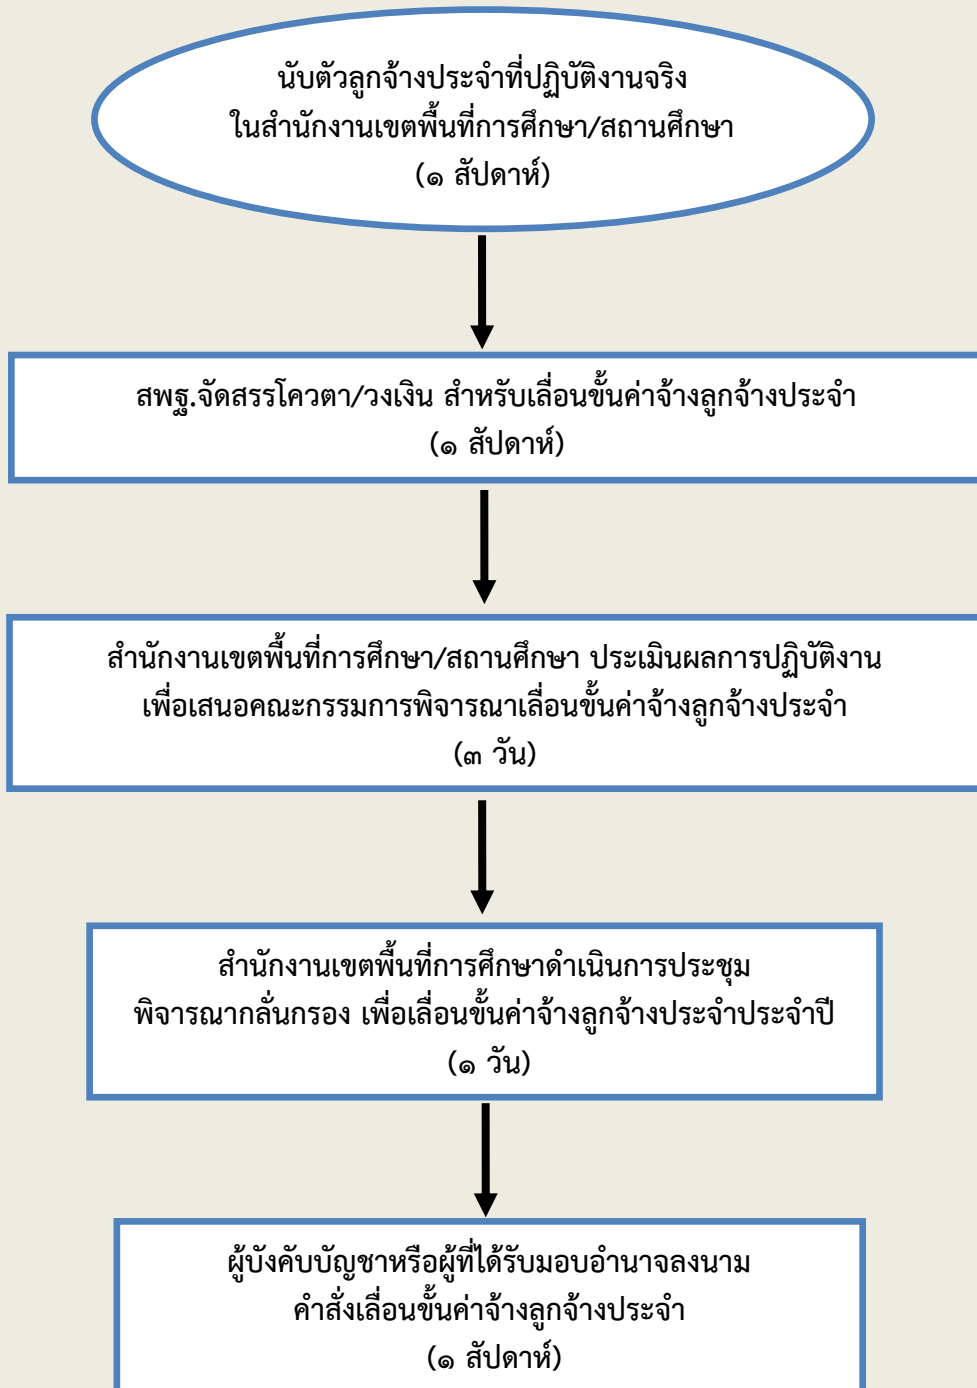 นับตัวลูกจ้างประจำที่ปฏิบัติงานจริง
ในสำนักงานเขตพื้นที่การศึกษา/สถานศึกษา
(๑ สัปดาห์)
สพฐ.จัดสรรโควตา/วงเงิน สำหรับเลื่อนขั้นค่าจ้างลูกจ้างประจำ
(๑ สัปดาห์)
สำนักงานเขตพื้นที่การศึกษา/สถานศึกษา ประเมินผลการปฏิบัติงาน
เพื่อเสนอคณะกรรมการพิจารณาเลื่อนขั้นค่าจ้างลูกจ้างประจำ
(๓ วัน)
สำนักงานเขตพื้นที่การศึกษาดำเนินการประชุม
พิจารณากลั่นกรอง เพื่อเลื่อนขั้นค่าจ้างลูกจ้างประจำประจำปี
(๑ วัน)
ผู้บังคับบัญชาหรือผู้ที่ได้รับมอบอำนาจลงนาม
คำสั่งเลื่อนขั้นค่าจ้างลูกจ้างประจำ
(๑ สัปดาห์)